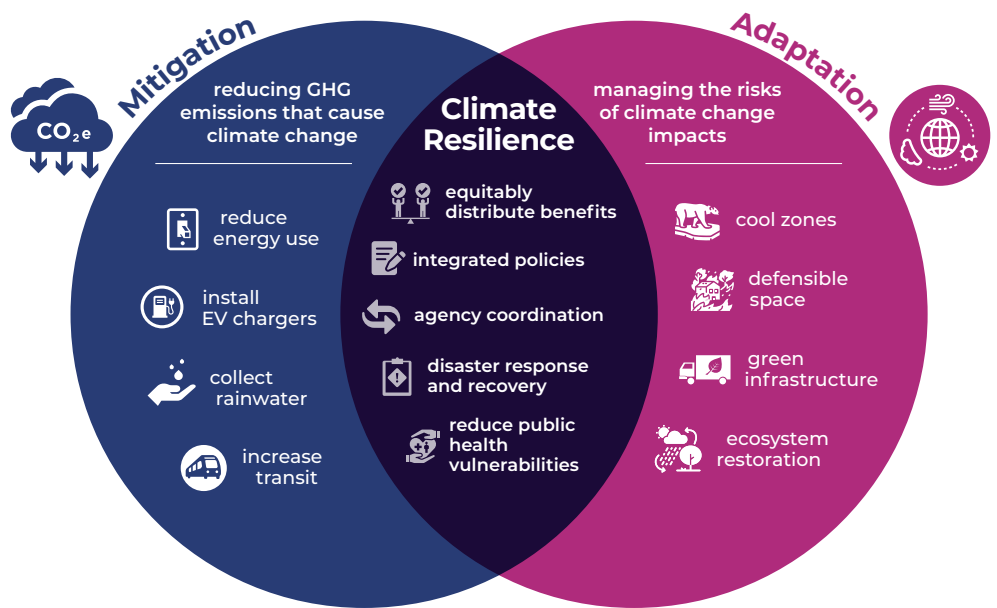 Mitigation
CO₂e
reducing GHG
emissions that cause
climate change
reduce
energy use
install
EV chargers
collect
rainwater
increase
transit
Climate
Resilience
equitably
distribute benefits
integrated policies
agency coordination
disaster response
and recovery
reduce public
health
vulnerabilities
Adaptation
managing the risks
of climate change
impacts
cool zones
defensible
space
green
infrastructure
ecosystem
restoration